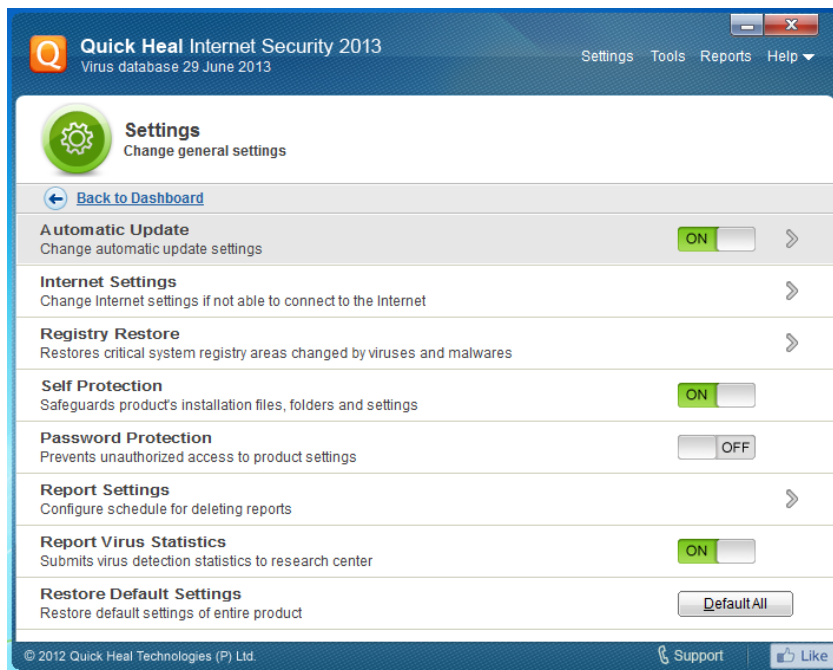 Quick Heal Internet Security 2013
Virus database 29 June 2013
Settings Tools Reports Help
Settings
Change general settings
Back to Dashboard
Automatic Update
Change automatic update settings
ON
Internet Settings
Change Internet settings if not able to connect to the Internet
Registry Restore
Restores critical system registry areas changed by viruses and malwares
Self Protection
Safeguards product's installation files, folders and settings
ON
Password Protection
Prevents unauthorized access to product settings
OFF
Report Settings
Configure schedule for deleting reports
Report Virus Statistics
Submits virus detection statistics to research center
ON
Restore Default Settings
Restore default settings of entire product
Default All
© 2012 Quick Heal Technologies (P) Ltd.
Support
Like